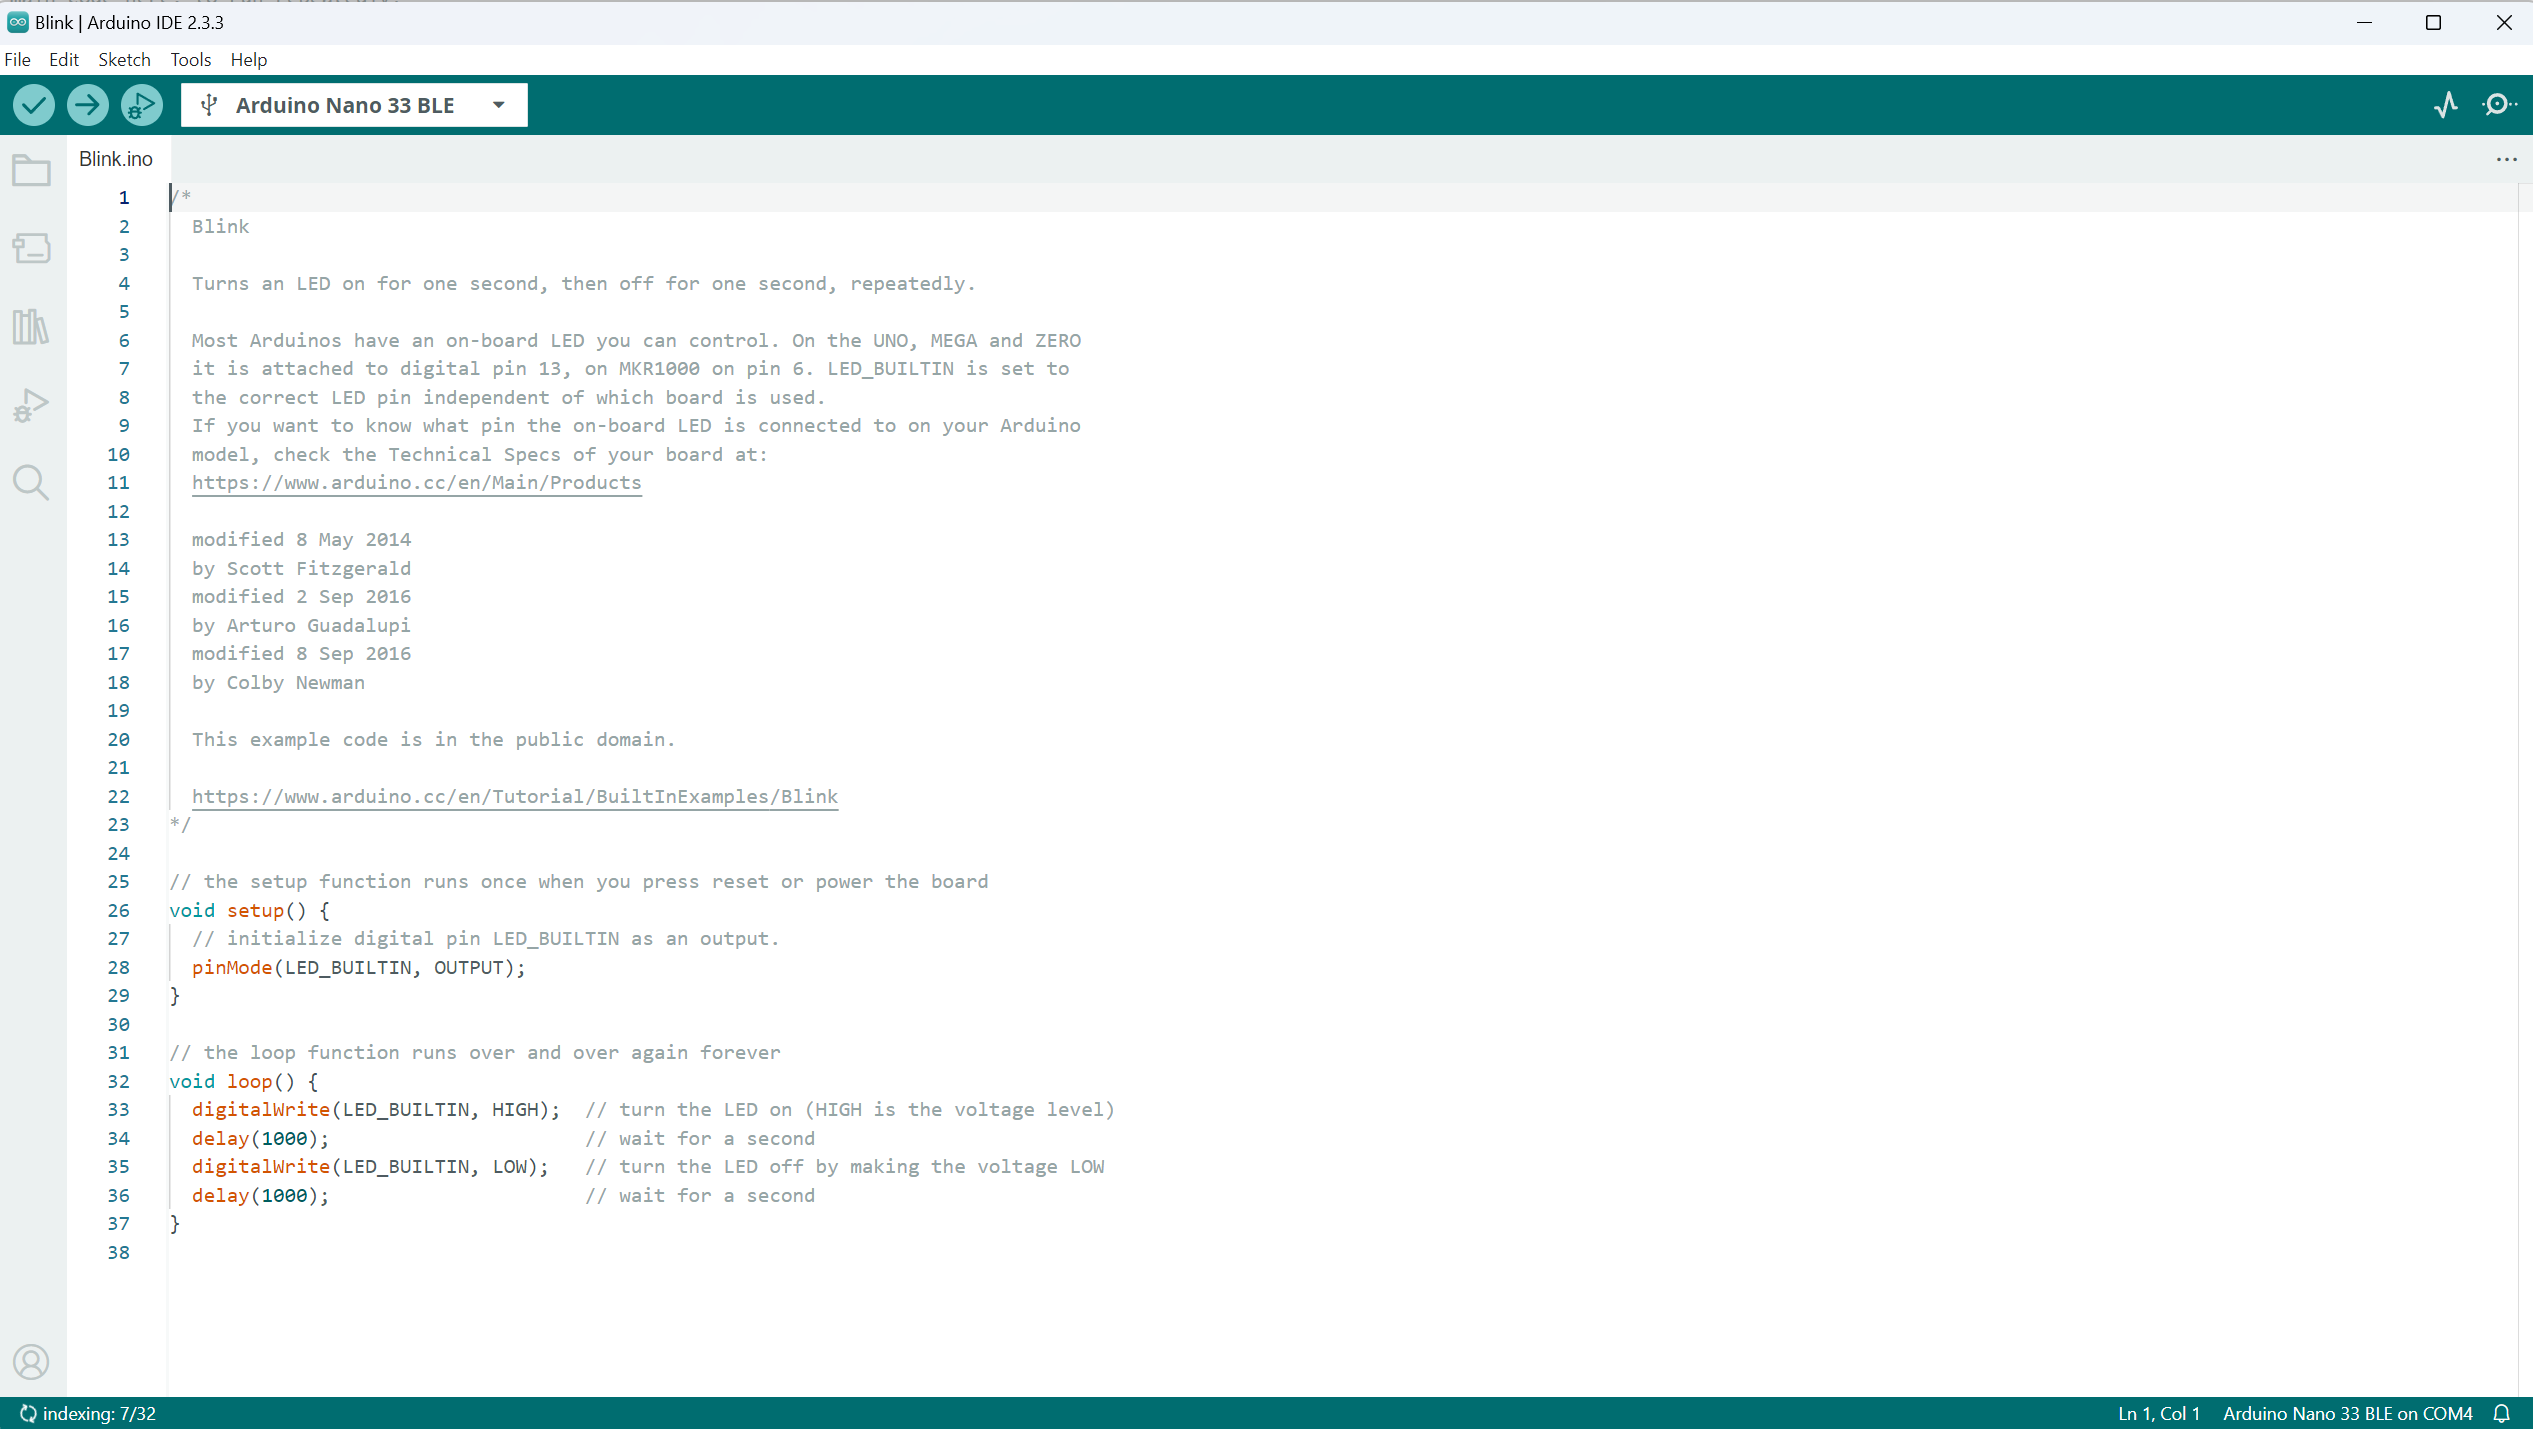 Blink | Arduino IDE 2.3.3
File Edit Sketch Tools Help
Arduino Nano 33 BLE
Blink.ino
1 /*
2 Blink
3
4 Turns an LED on for one second, then off for one second, repeatedly.
5
6 Most Arduinos have an on-board LED you can control. On the UNO, MEGA and ZERO
7 it is attached to digital pin 13, on MKR1000 on pin 6. LED_BUILTIN is set to
8 the correct LED pin independent of which board is used.
9 If you want to know what pin the on-board LED is connected to on your Arduino
10 model, check the Technical Specs of your board at:
11 https://www.arduino.cc/en/Main/Products
12
13 modified 8 May 2014
14 by Scott Fitzgerald
15 modified 2 Sep 2016
16 by Arturo Guadalupi
17 modified 8 Sep 2016
18 by Colby Newman
19
20 This example code is in the public domain.
21
22 https://www.arduino.cc/en/Tutorial/BuiltInExamples/Blink
23 */
24
25 // the setup function runs once when you press reset or power the board
26 void setup() {
27 // initialize digital pin LED_BUILTIN as an output.
28 pinMode(LED_BUILTIN, OUTPUT);
29 }
30
31 // the loop function runs over and over again forever
32 void loop() {
33 digitalWrite(LED_BUILTIN, HIGH); // turn the LED on (HIGH is the voltage level)
34 delay(1000); // wait for a second
35 digitalWrite(LED_BUILTIN, LOW); // turn the LED off by making the voltage LOW
36 delay(1000); // wait for a second
37 }
38
indexing: 7/32 Ln 1, Col 1 Arduino Nano 33 BLE on COM4